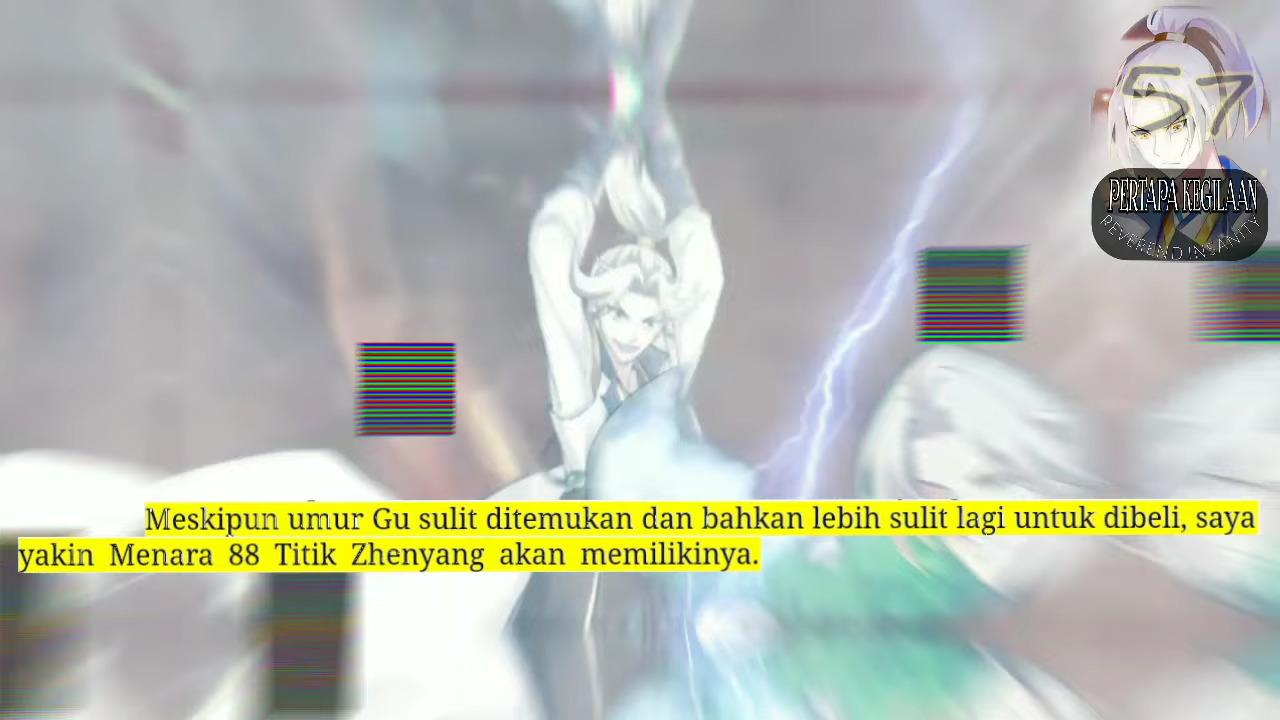 57
PERTAPA KEGILAAN
REVEREND INSANITY
Meskipun umur Gu sulit ditemukan dan bahkan lebih sulit lagi untuk dibeli, saya
yakin Menara 88 Titik Zhenyang akan memilikinya.